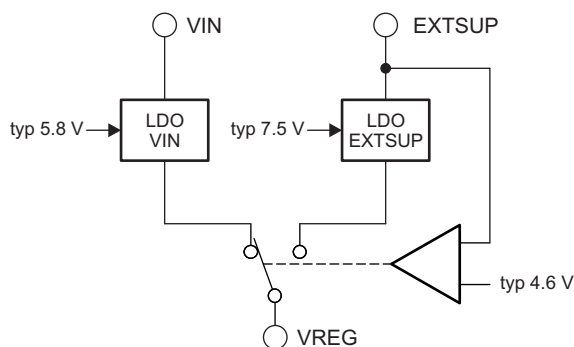 VIN
EXTSUP
typ 5.8 V
LDO
VIN
typ 7.5 V
LDO
EXTSUP
typ 4.6 V
VREG